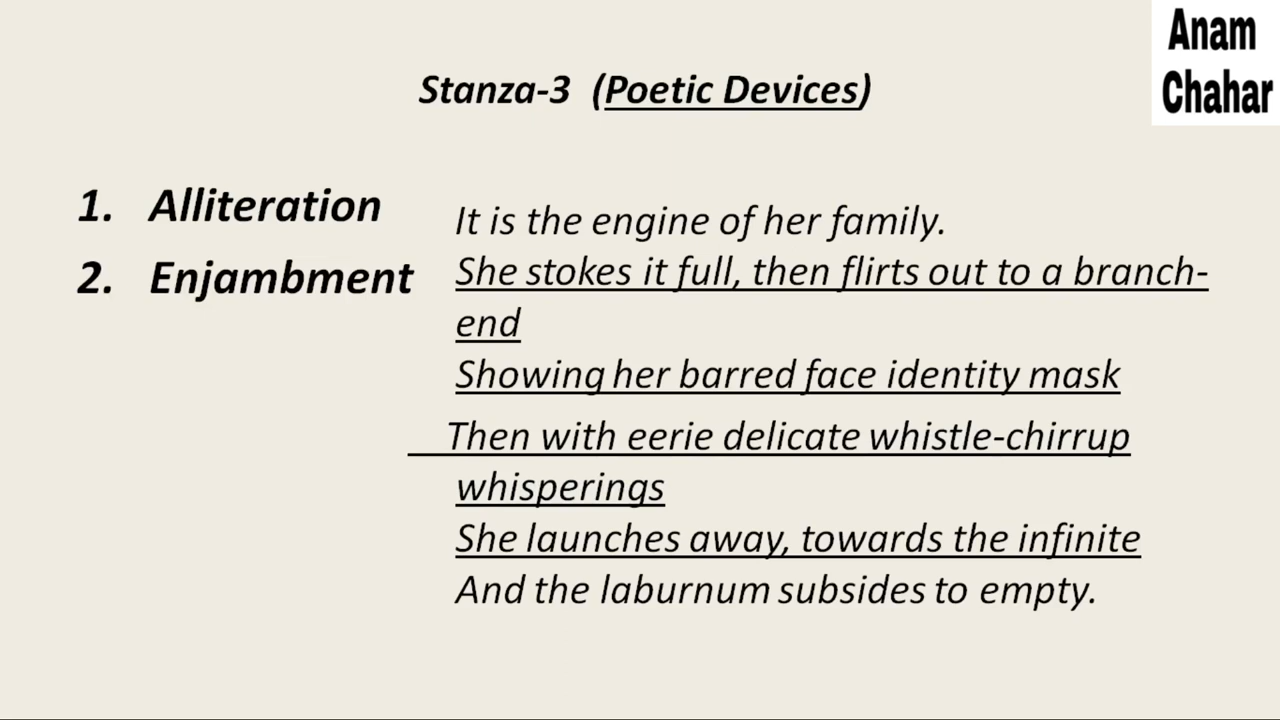 Anam
Chahar
Stanza-3 (Poetic Devices)
1. Alliteration
2. Enjambment
It is the engine of her family.
She stokes it full, then flirts out to a branch-
end
Showing her barred face identity mask
Then with eerie delicate whistle-chirrup
whisperings
She launches away, towards the infinite
And the laburnum subsides to empty.